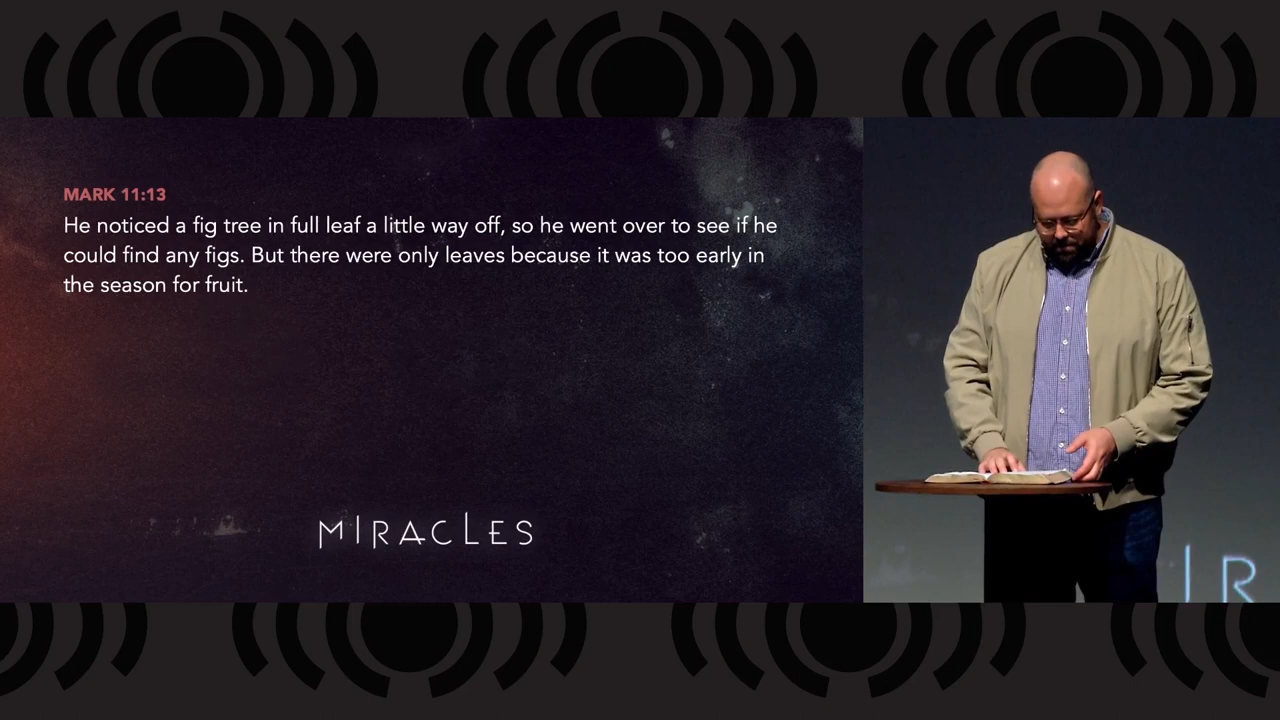 MARK 11:13
He noticed a fig tree in full leaf a little way off, so he went over to see if he
could find any figs. But there were only leaves because it was too early in
the season for fruit.
MIRACLES
IR